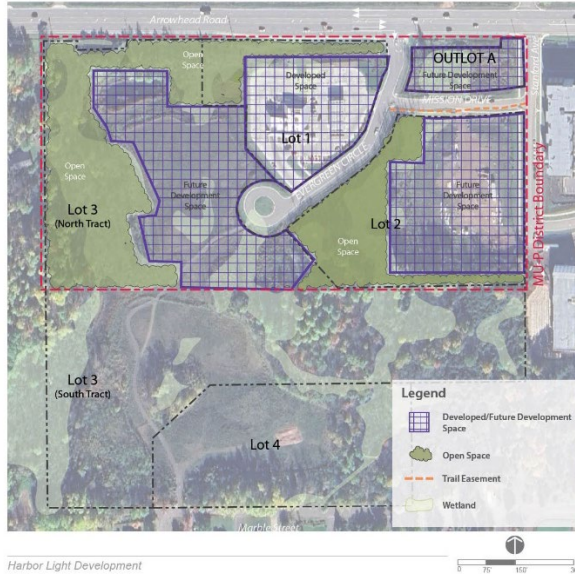 Arrowhead Road
Open
Space
OUTLOT A
Future Development
Space
Developed
Space
Lot 1
MISSION DRIVE
EVERGREEN CIRCLE
Open
Space
Lot 3
(North Tract)
Future
Development
Space
Lot 2
Open
Space
Future
Development
Space
MU-P District Boundary
Lot 3
(South Tract)
Lot 4
Marble Street
Legend
Developed/Future Development
Space
Open Space
Trail Easement
Wetland
Harbor Light Development
0 75' 150'